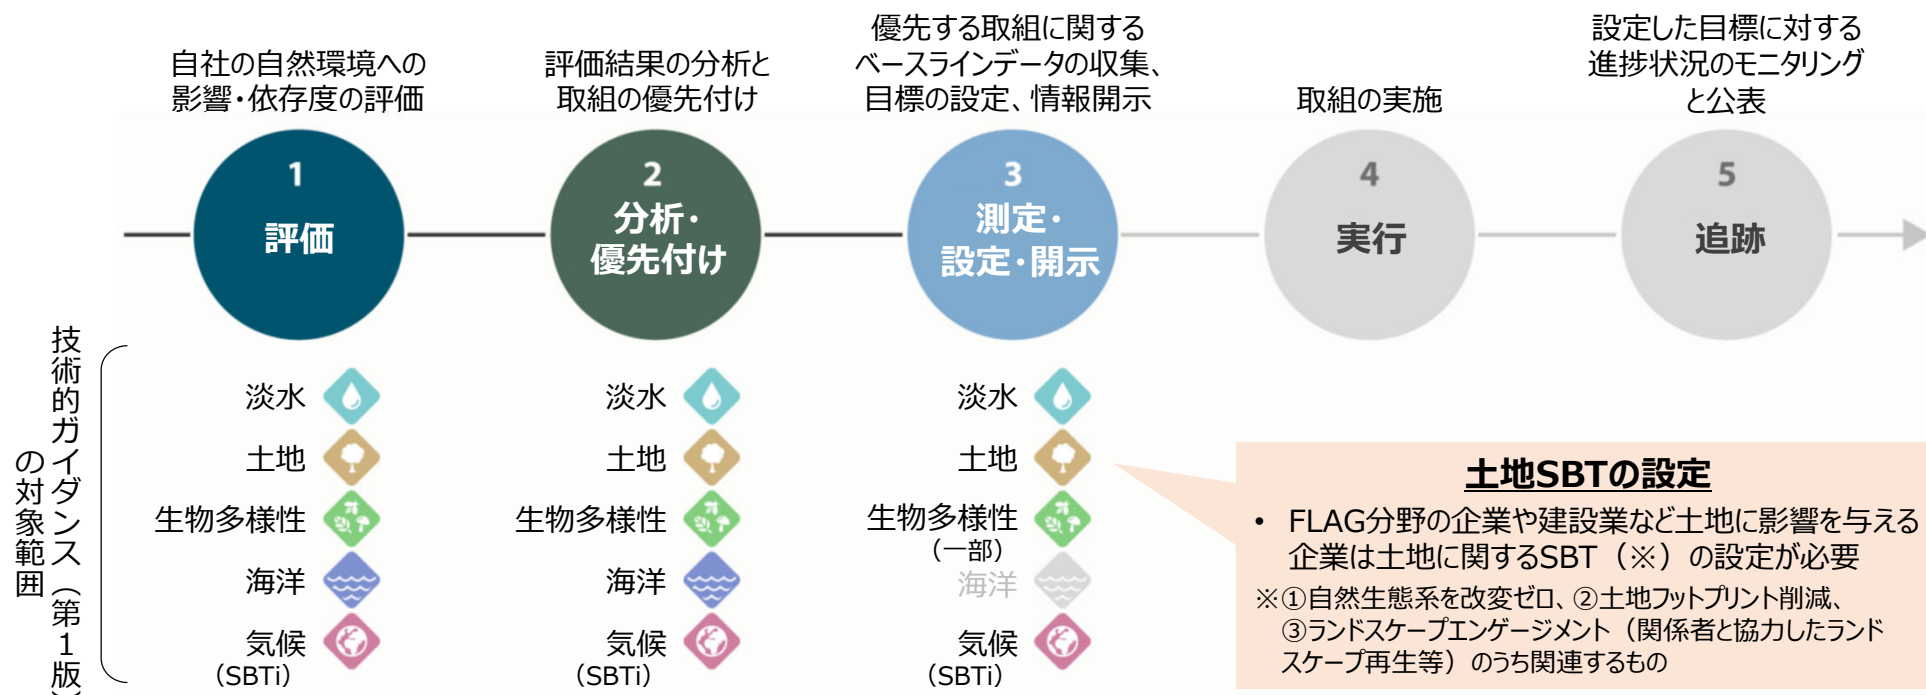 自社の自然環境への
影響・依存度の評価
評価結果の分析と
取組の優先付け
優先する取組に関する
ベースラインデータの収集、
目標の設定、情報開示
取組の実施
設定した目標に対する
進捗状況のモニタリング
と公表
1
評価
2
分析・
優先付け
3
測定・
設定・開示
4
実行
5
追跡
技術的ガイダンス（第1版）
の対象範囲
淡水
土地
生物多様性
海洋
気候
（SBTi）
淡水
土地
生物多様性
海洋
気候
（SBTi）
淡水
土地
生物多様性
（一部）
海洋
気候
（SBTi）
土地SBTの設定
• FLAG分野の企業や建設業など土地に影響を与える
企業は土地に関するSBT（※）の設定が必要
※①自然生態系を改変ゼロ、②土地フットプリント削減、
③ランドスケープエンゲージメント（関係者と協力したランド
スケープ再生等）のうち関連するもの